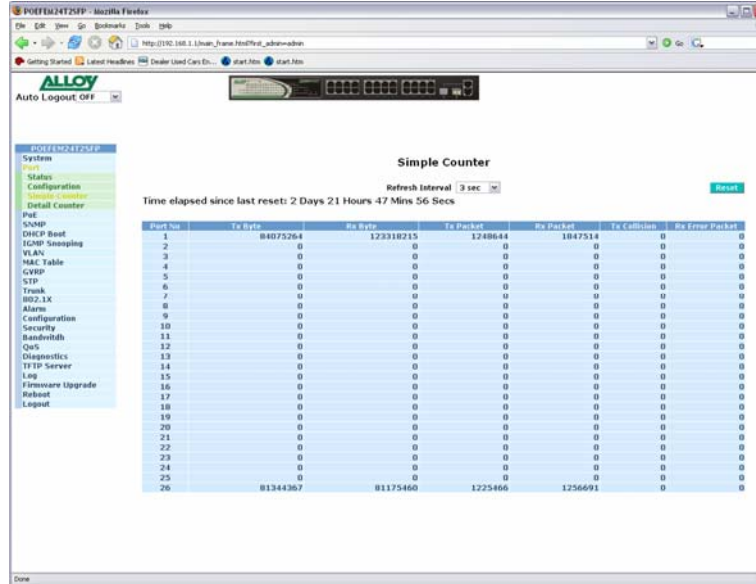 POEFEM24T2SFP - Mozilla Firefox
File Edit View Go Bookmarks Tools Help
http://192.168.1.1/main_frame.html?first_admin=admin
Getting Started Latest Headlines Dealer Used Cars En... start.htm start.htm
ALLOY
Auto Logout OFF
POEFEM24T2SFP
System
Port
Status
Configuration
Simple Counter
Detail Counter
PoE
SNMP
DHCP Boot
IGMP Snooping
VLAN
MAC Table
GVRP
STP
Trunk
802.1X
Alarm
Configuration
Security
Bandwitdh
QoS
Diagnostics
TFTP Server
Log
Firmware Upgrade
Reboot
Logout
Simple Counter
Refresh Interval 3 sec
Reset
Time elapsed since last reset: 2 Days 21 Hours 47 Mins 56 Secs
Port No Tx Byte Rx Byte Tx Packet Rx Packet Tx Collision Rx Error Packet
1 84075264 123318215 1248644 1847514 0 0
2 0 0 0 0 0 0
3 0 0 0 0 0 0
4 0 0 0 0 0 0
5 0 0 0 0 0 0
6 0 0 0 0 0 0
7 0 0 0 0 0 0
8 0 0 0 0 0 0
9 0 0 0 0 0 0
10 0 0 0 0 0 0
11 0 0 0 0 0 0
12 0 0 0 0 0 0
13 0 0 0 0 0 0
14 0 0 0 0 0 0
15 0 0 0 0 0 0
16 0 0 0 0 0 0
17 0 0 0 0 0 0
18 0 0 0 0 0 0
19 0 0 0 0 0 0
20 0 0 0 0 0 0
21 0 0 0 0 0 0
22 0 0 0 0 0 0
23 0 0 0 0 0 0
24 0 0 0 0 0 0
25 0 0 0 0 0 0
26 81344367 81175460 1225466 1256691 0 0
Done